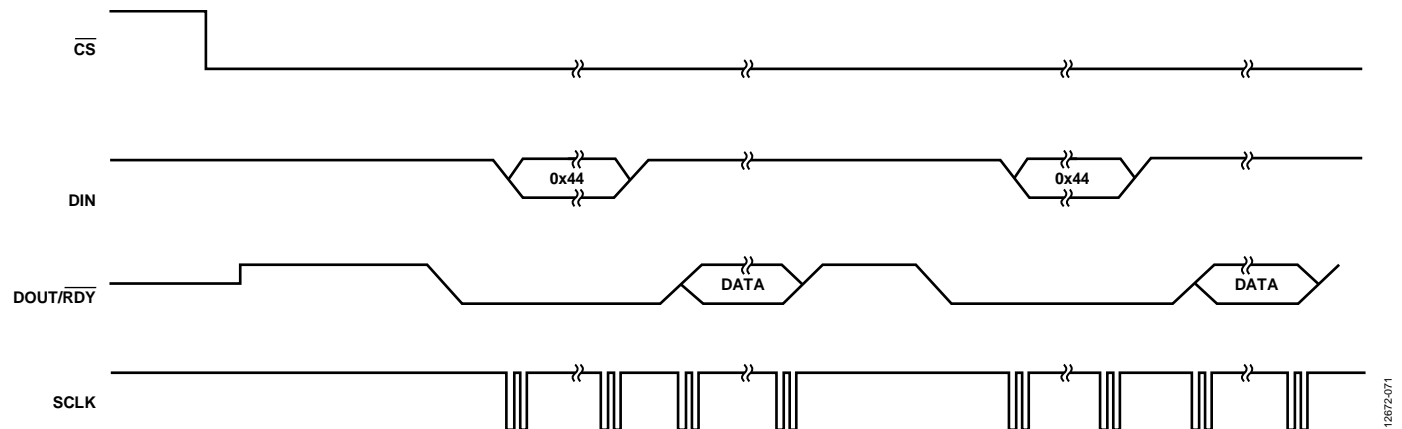 CS
DIN
0x44
0x44
DOUT/RDY
DATA
DATA
SCLK
12672-071